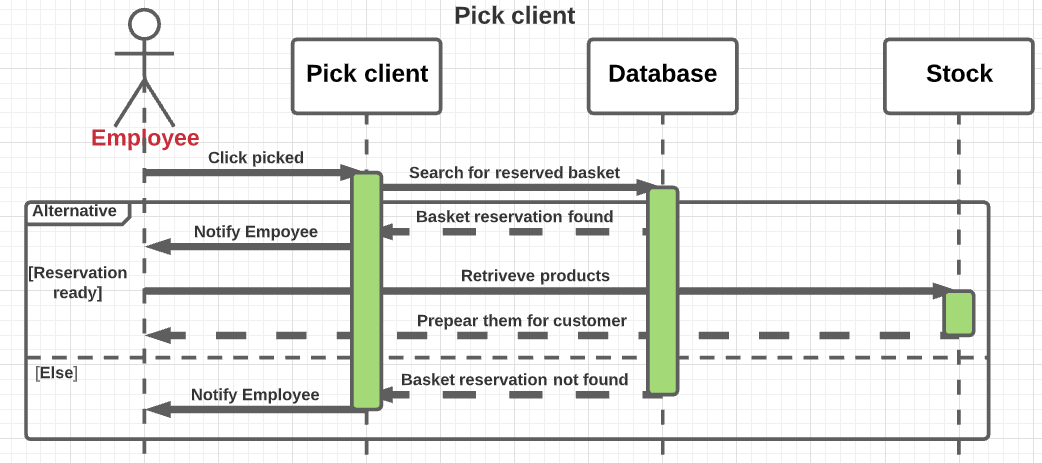 Pick client
Pick client
Database
Stock
Employee
Click picked
Search for reserved basket
Alternative
Basket reservation found
Notify Empoyee
[Reservation
ready]
Retriveve products
Prepear them for customer
[Else]
Basket reservation not found
Notify Employee